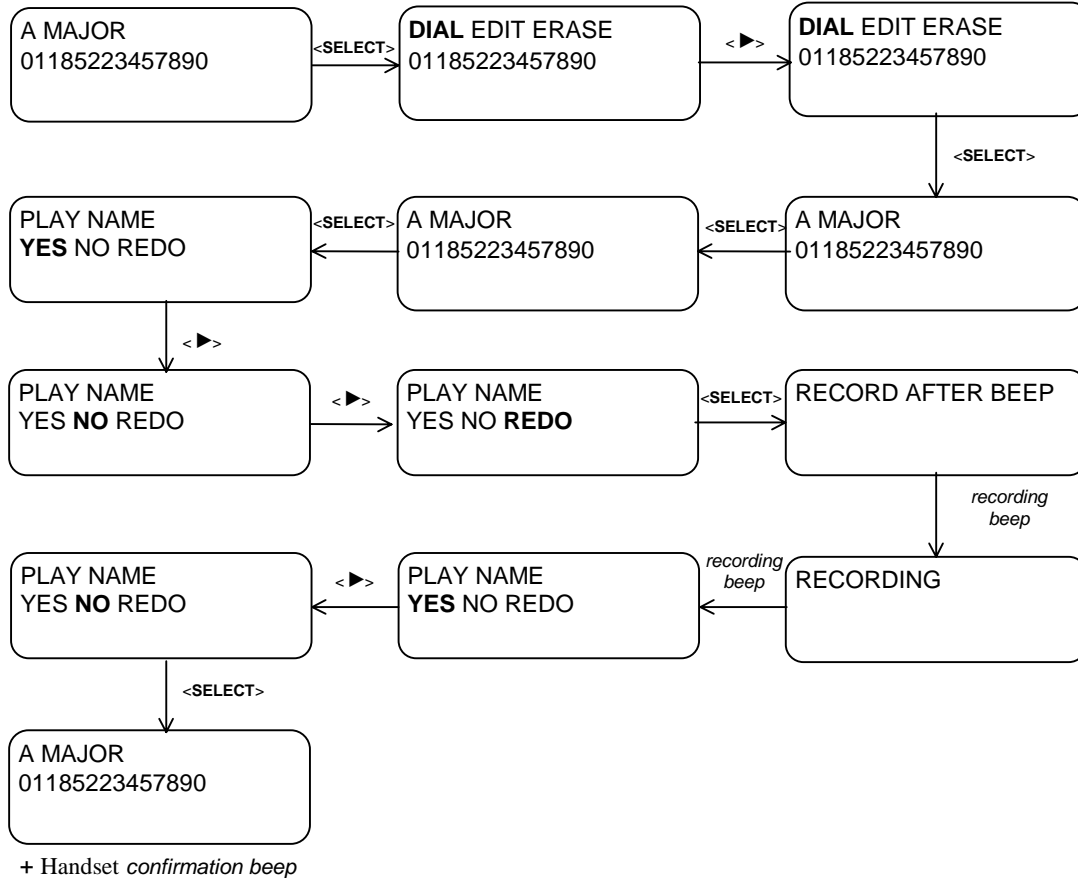 A MAJOR
01185223457890
<SELECT>
DIAL EDIT ERASE
01185223457890
< ▶>
DIAL EDIT ERASE
01185223457890
<SELECT>
A MAJOR
01185223457890
<SELECT>
A MAJOR
01185223457890
<SELECT>
PLAY NAME
YES NO REDO
< ▶>
PLAY NAME
YES NO REDO
< ▶>
PLAY NAME
YES NO REDO
<SELECT>
RECORD AFTER BEEP
recording
beep
RECORDING
recording
beep
PLAY NAME
YES NO REDO
< ▶>
PLAY NAME
YES NO REDO
<SELECT>
A MAJOR
01185223457890
+ Handset confirmation beep